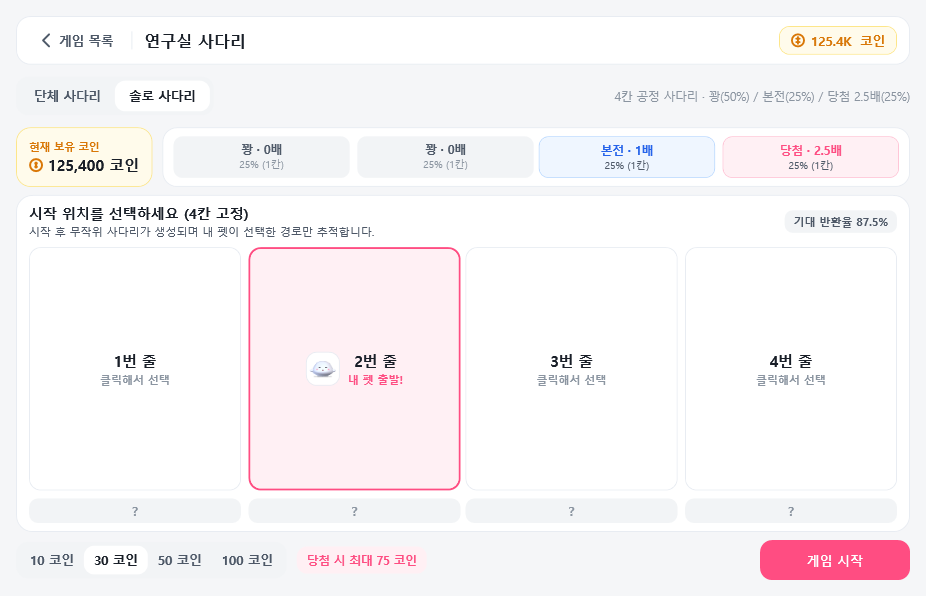 게임 목록
연구실 사다리
125.4K 코인
단체 사다리
솔로 사다리
4칸 공정 사다리 · 꽝(50%) / 본전(25%) / 당첨 2.5배(25%)
현재 보유 코인
125,400 코인
꽝 · 0배
25% (1칸)
꽝 · 0배
25% (1칸)
본전 · 1배
25% (1칸)
당첨 · 2.5배
25% (1칸)
시작 위치를 선택하세요 (4칸 고정)
시작 후 무작위 사다리가 생성되며 내 펫이 선택한 경로만 추적합니다.
기대 반환율 87.5%
1번 줄
클릭해서 선택
2번 줄
내 펫 출발!
3번 줄
클릭해서 선택
4번 줄
클릭해서 선택
?
?
?
?
10 코인
30 코인
50 코인
100 코인
당첨 시 최대 75 코인
게임 시작